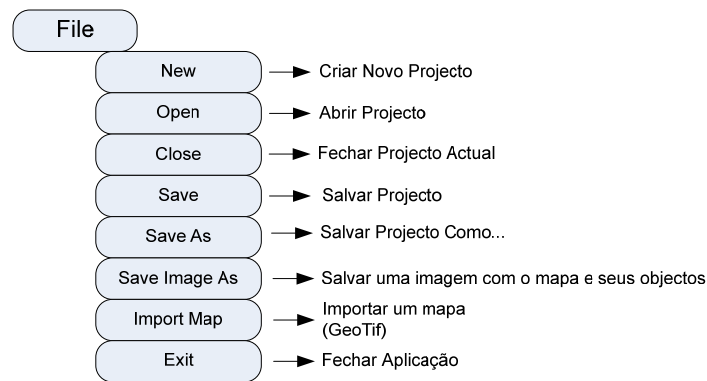 File
New
Criar Novo Projecto
Open
Abrir Projecto
Close
Fechar Projecto Actual
Save
Salvar Projecto
Save As
Salvar Projecto Como...
Save Image As
Salvar uma imagem com o mapa e seus objectos
Import Map
Importar um mapa
(GeoTif)
Exit
Fechar Aplicação